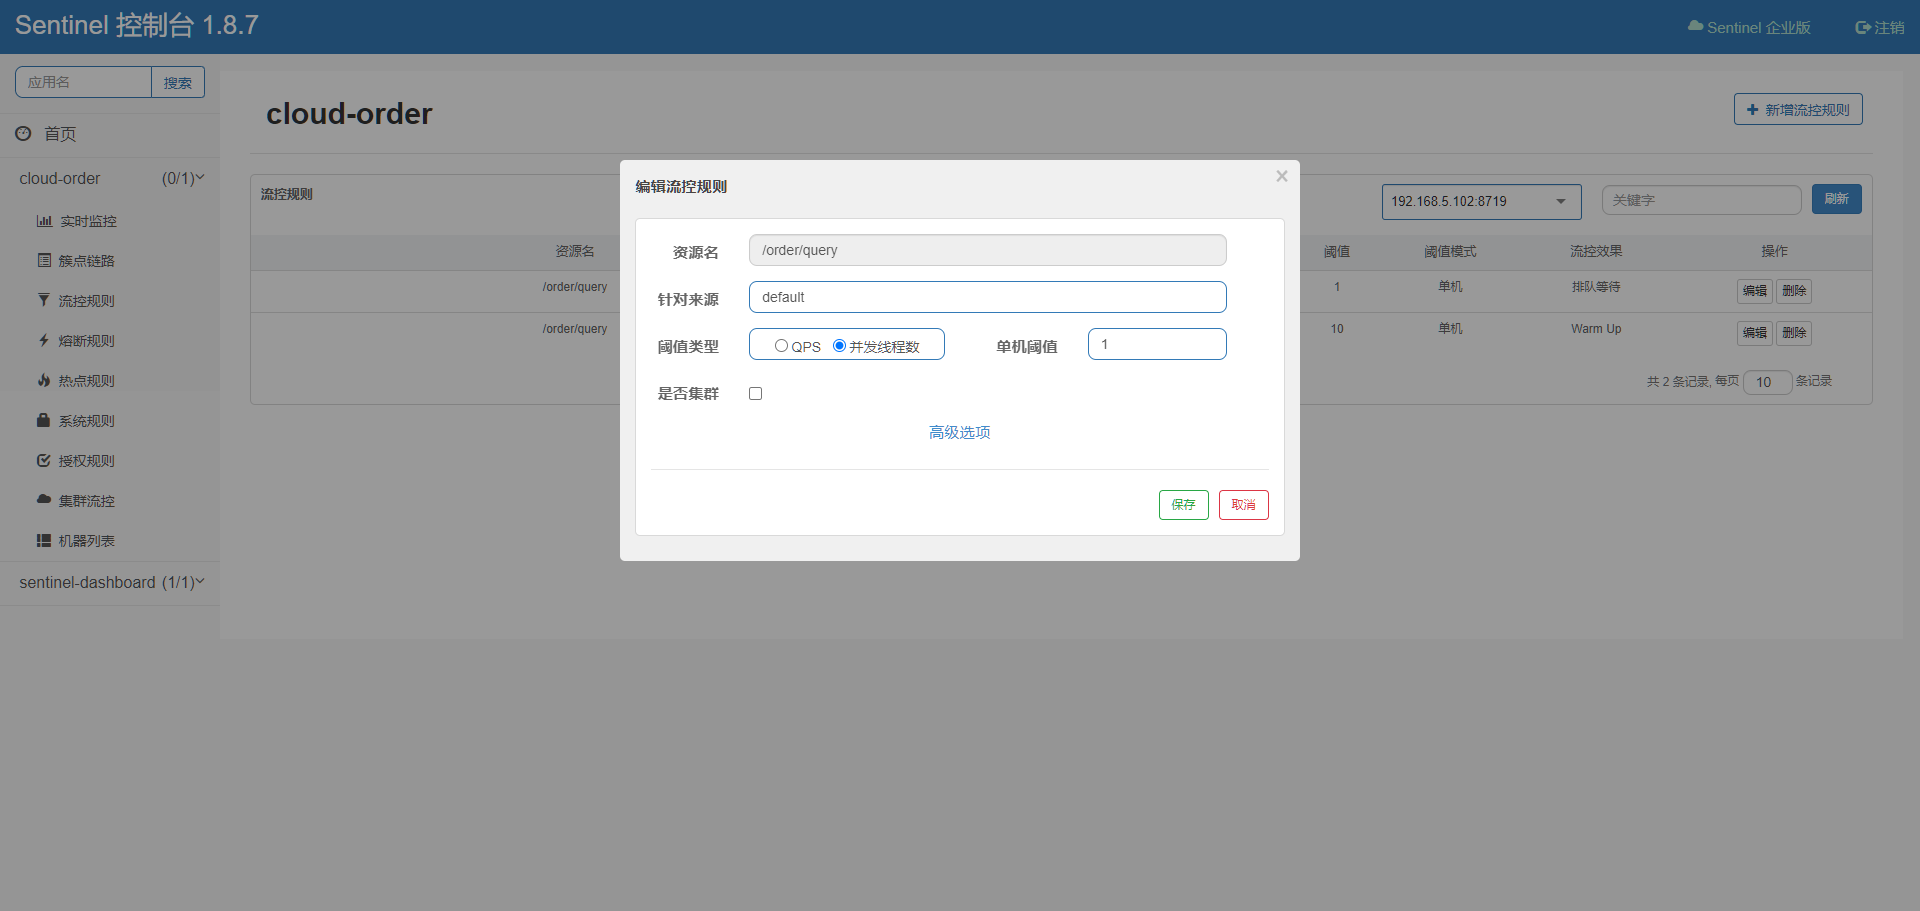 Sentinel 控制台 1.8.7
Sentinel 企业版
注销
应用名
搜索
首页
cloud-order (0/1)
实时监控
簇点链路
流控规则
熔断规则
热点规则
系统规则
授权规则
集群流控
机器列表
sentinel-dashboard (1/1)
cloud-order
新增流控规则
流控规则
192.168.5.102:8719
关键字
刷新
资源名 阈值 阈值模式 流控效果 操作
/order/query 1 单机 排队等待 编辑 删除
/order/query 10 单机 Warm Up 编辑 删除
共 2 条记录, 每页 10 条记录
编辑流控规则
×
资源名 /order/query
针对来源 default
阈值类型 QPS 并发线程数 单机阈值 1
是否集群
高级选项
保存 取消